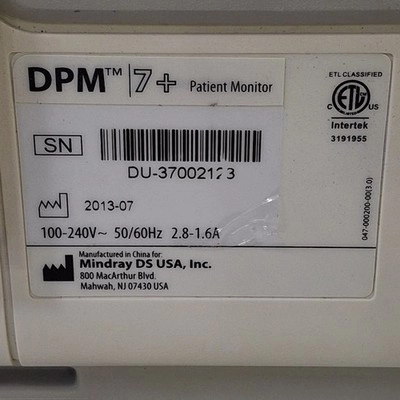 DPM™ 7+ Patient Monitor
ETL CLASSIFIED
C ETL US
Intertek
3191955
SN
DU-37002123
2013-07
100-240V~ 50/60Hz 2.8-1.6A
Manufactured in China for:
Mindray DS USA, Inc.
800 MacArthur Blvd.
Mahwah, NJ 07430 USA
047-000200-00(3.0)